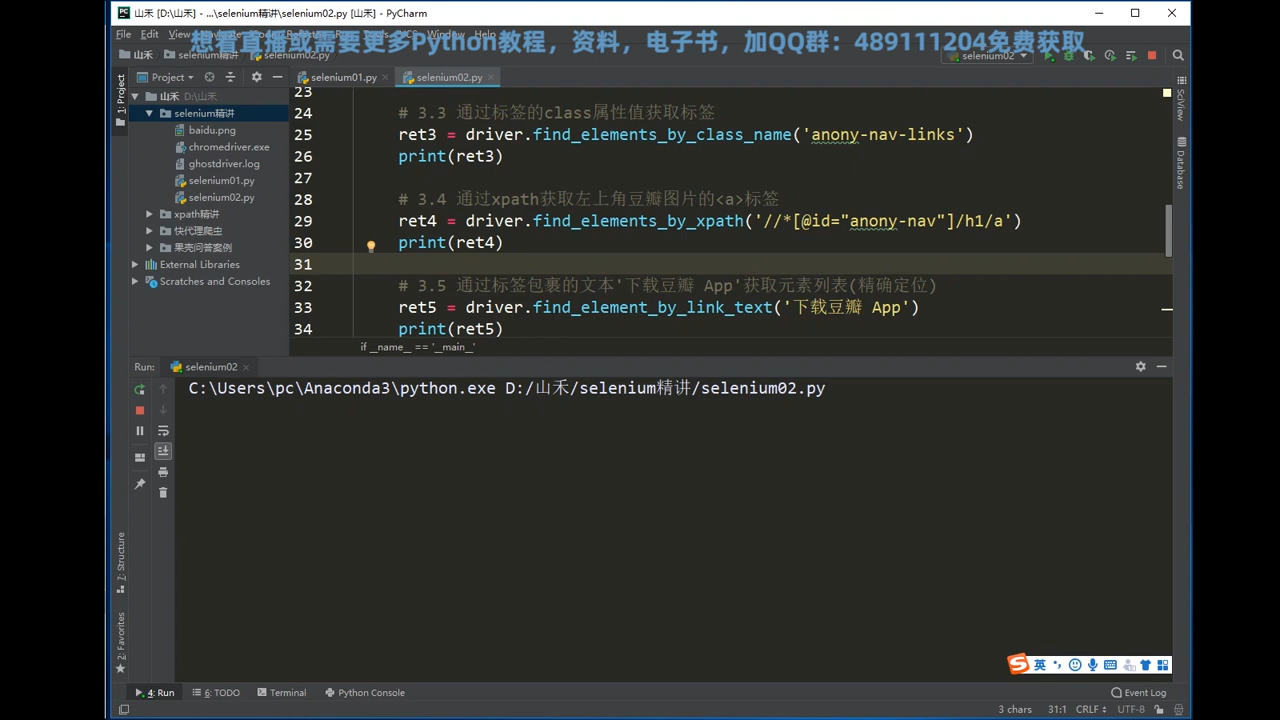 山禾 [D:\山禾] - ...\selenium精讲\selenium02.py [山禾] - PyCharm
File Edit View Navigate Window Help
想看直播或需要更多Python教程，资料，电子书，加QQ群：489111204免费获取
山禾 selenium精讲 selenium02.py selenium02
Project selenium01.py selenium02.py
1: Project
山禾 D:\山禾
selenium精讲
baidu.png
chromedriver.exe
ghostdriver.log
selenium01.py
selenium02.py
xpath精讲
快代理爬虫
果壳问答案例
External Libraries
Scratches and Consoles
23
24 # 3.3 通过标签的class属性值获取标签
25 ret3 = driver.find_elements_by_class_name('anony-nav-links')
26 print(ret3)
27
28 # 3.4 通过xpath获取左上角豆瓣图片的<a>标签
29 ret4 = driver.find_elements_by_xpath('//*[@id="anony-nav"]/h1/a')
30 print(ret4)
31
32 # 3.5 通过标签包裹的文本'下载豆瓣 App'获取元素列表(精确定位)
33 ret5 = driver.find_element_by_link_text('下载豆瓣 App')
34 print(ret5)
if __name__ == '__main__'
SciView
Database
Run: selenium02
C:\Users\pc\Anaconda3\python.exe D:/山禾/selenium精讲/selenium02.py
7: Structure
2: Favorites
英
4: Run 6: TODO Terminal Python Console Event Log
3 chars 31:1 CRLF UTF-8